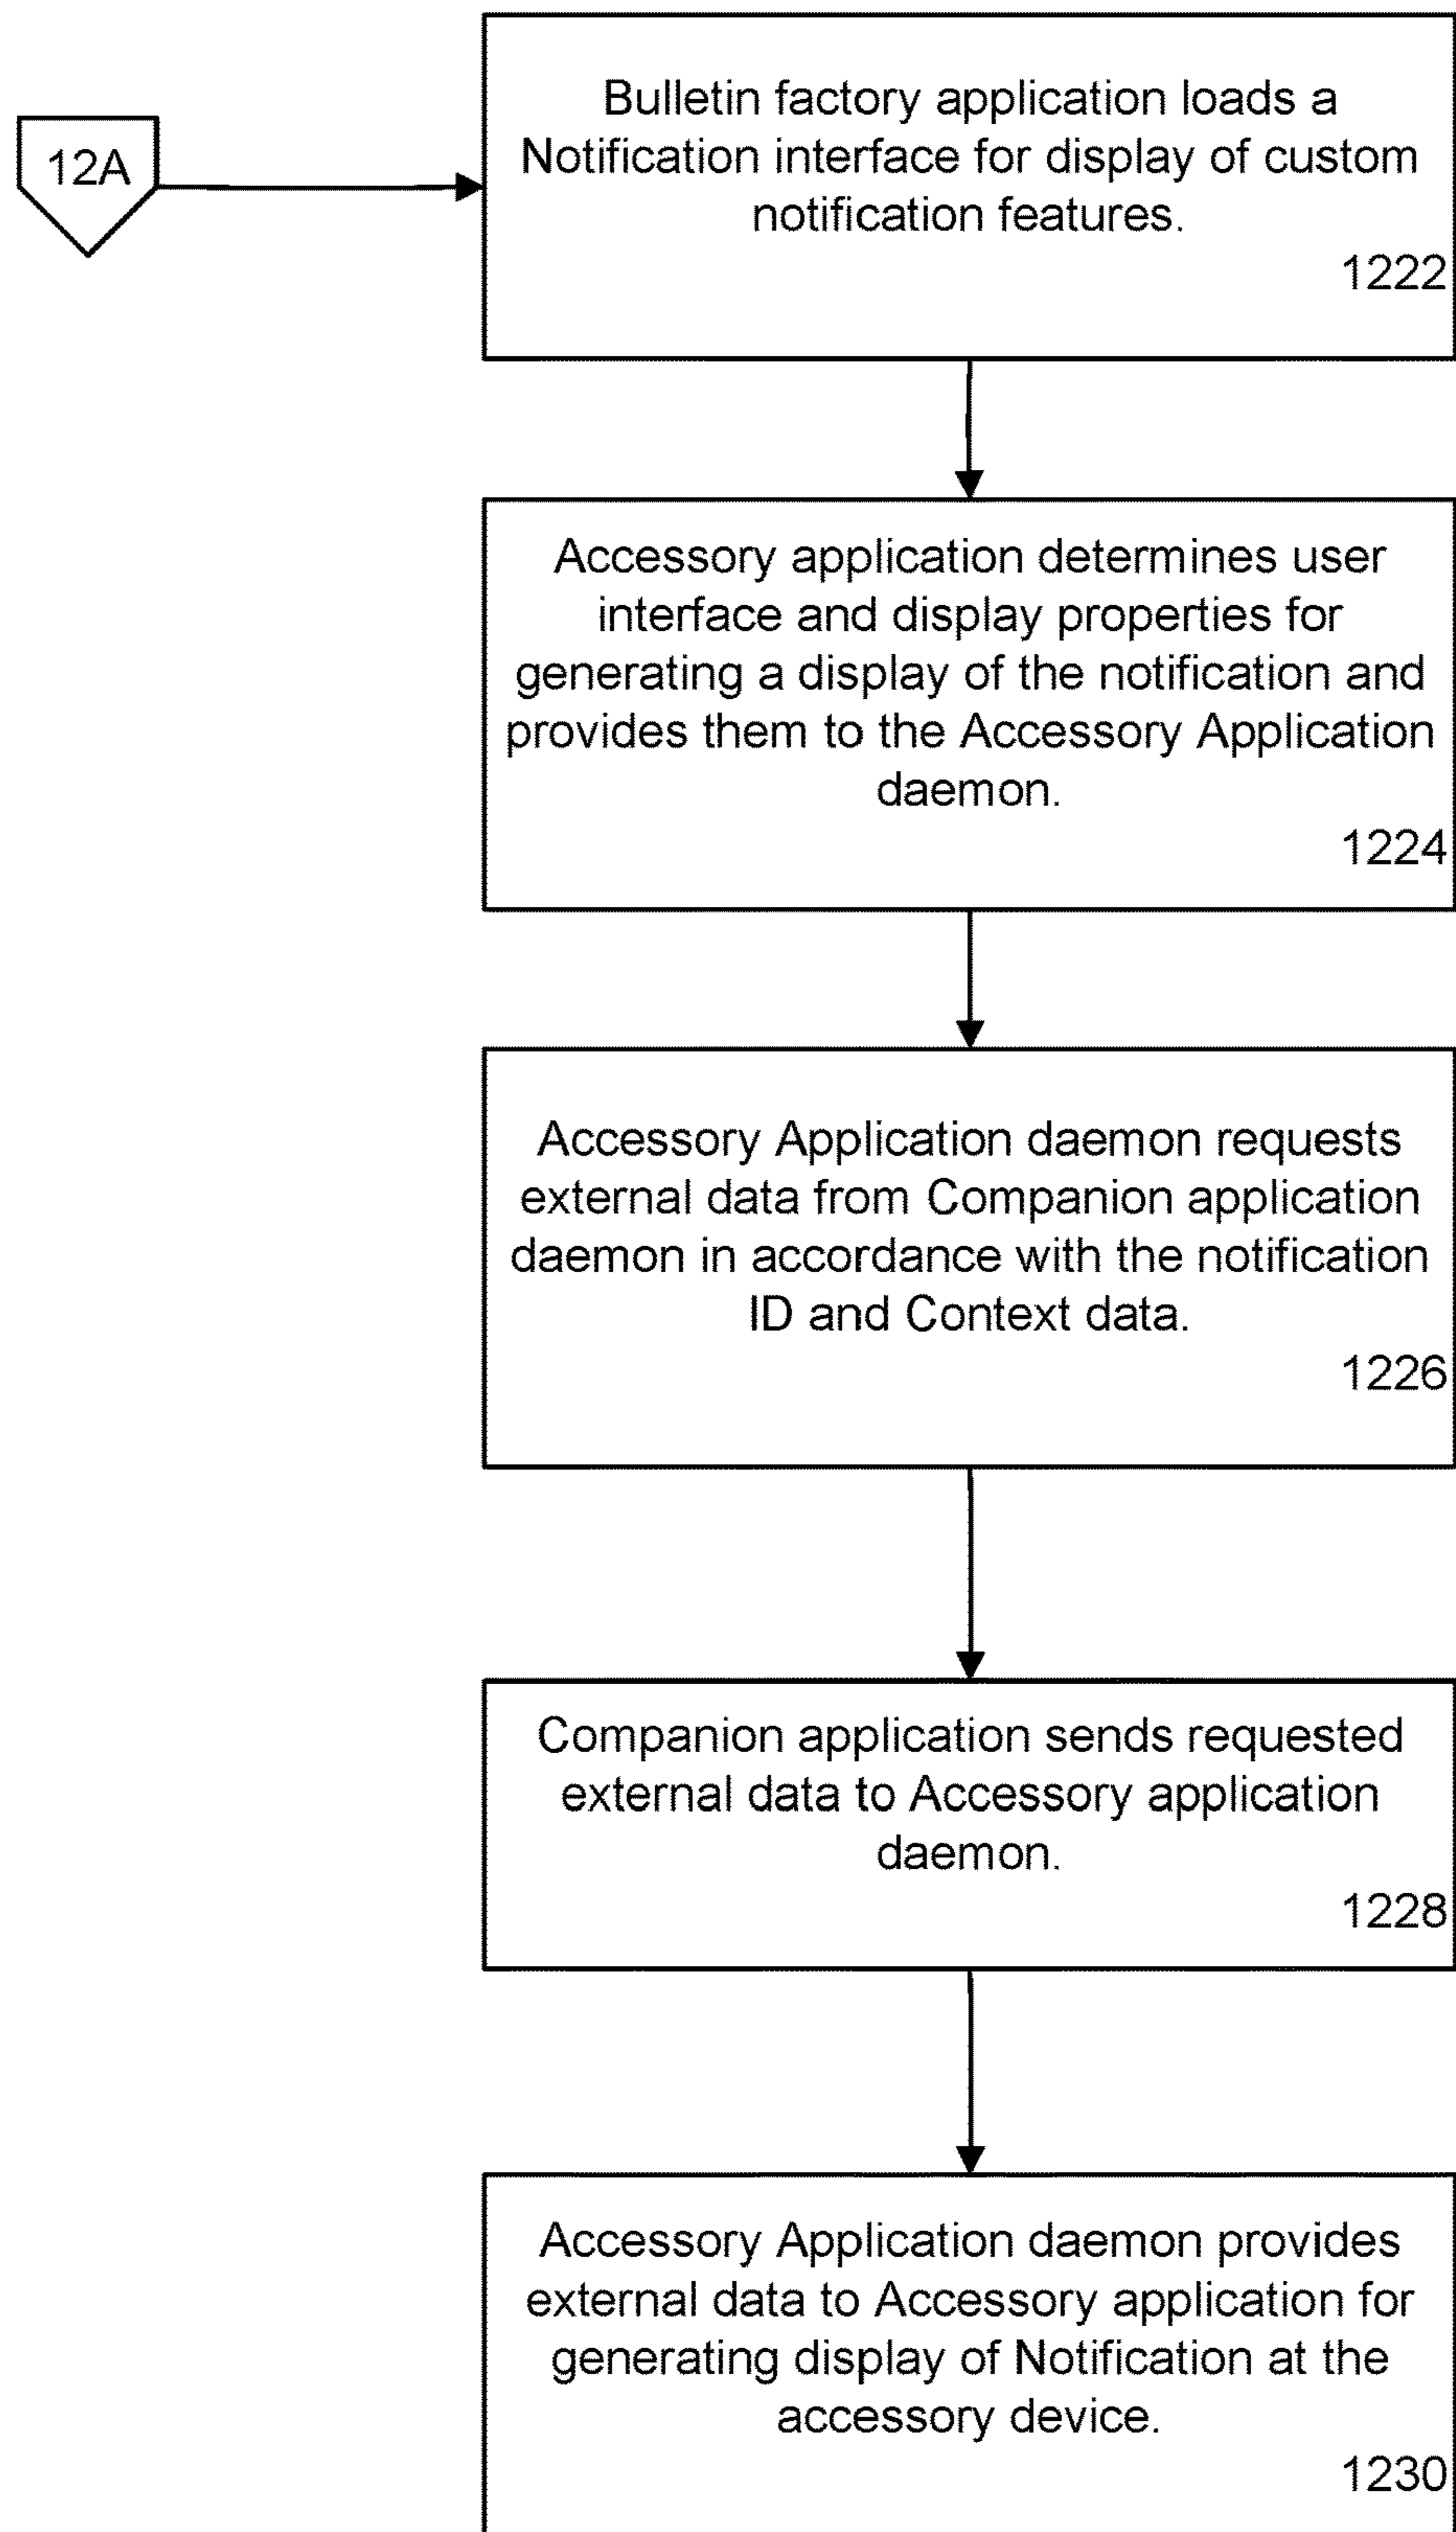 12A
Bulletin factory application loads a
Notification interface for display of custom
notification features.
1222
Accessory application determines user
interface and display properties for
generating a display of the notification and
provides them to the Accessory Application
daemon.
1224
Accessory Application daemon requests
external data from Companion application
daemon in accordance with the notification
ID and Context data.
1226
Companion application sends requested
external data to Accessory application
daemon.
1228
Accessory Application daemon provides
external data to Accessory application for
generating display of Notification at the
accessory device.
1230